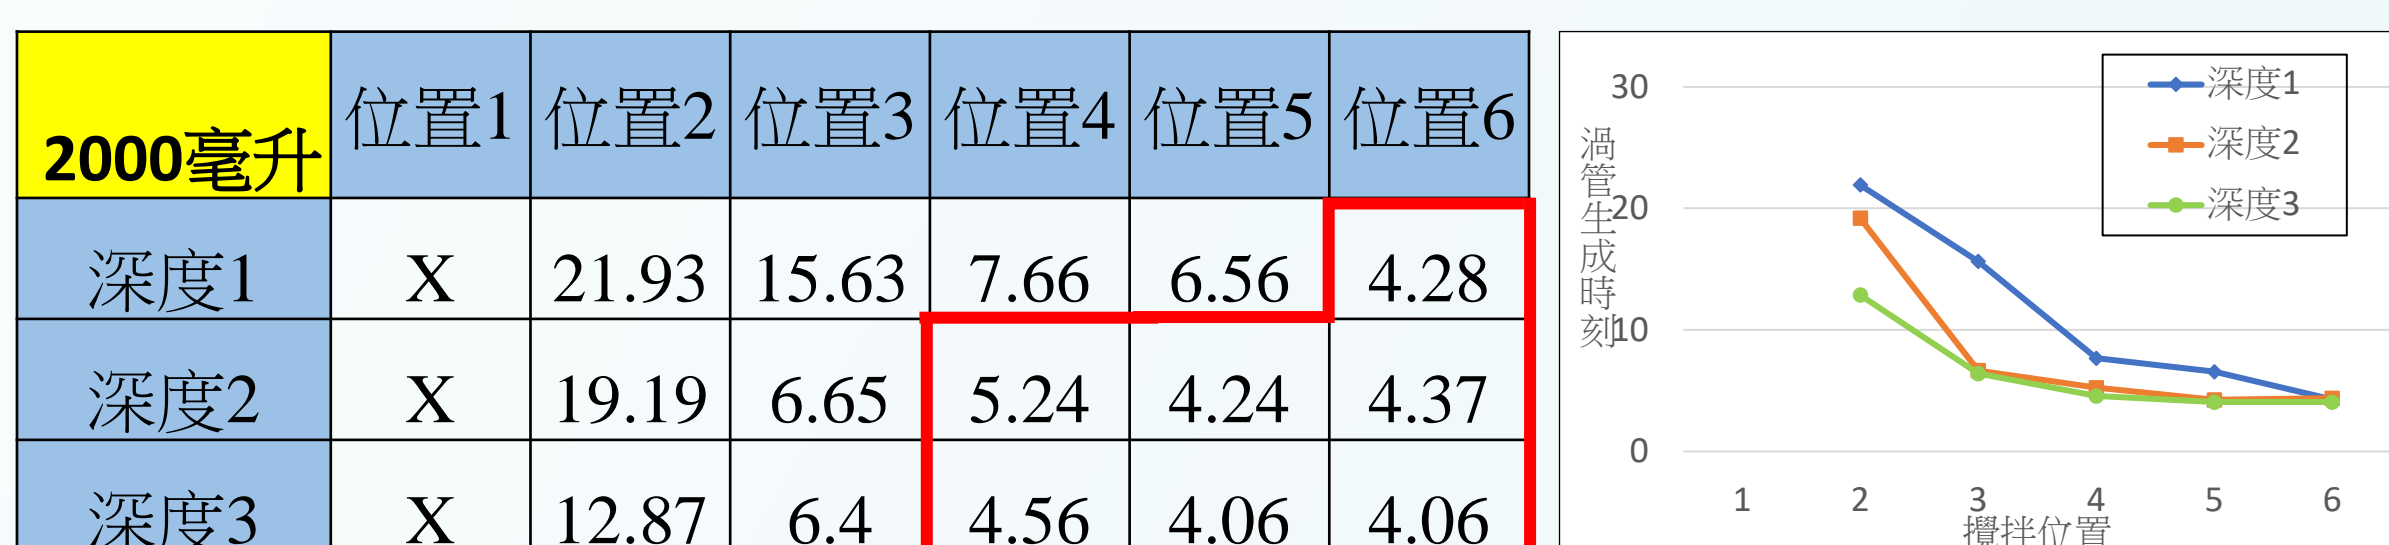 2000毫升 位置1 位置2 位置3 位置4 位置5 位置6
深度1 X 21.93 15.63 7.66 6.56 4.28
深度2 X 19.19 6.65 5.24 4.24 4.37
深度3 X 12.87 6.4 4.56 4.06 4.06
渦管生成時刻
30
20
10
0
1 2 3 4 5 6
攪拌位置
深度1
深度2
深度3